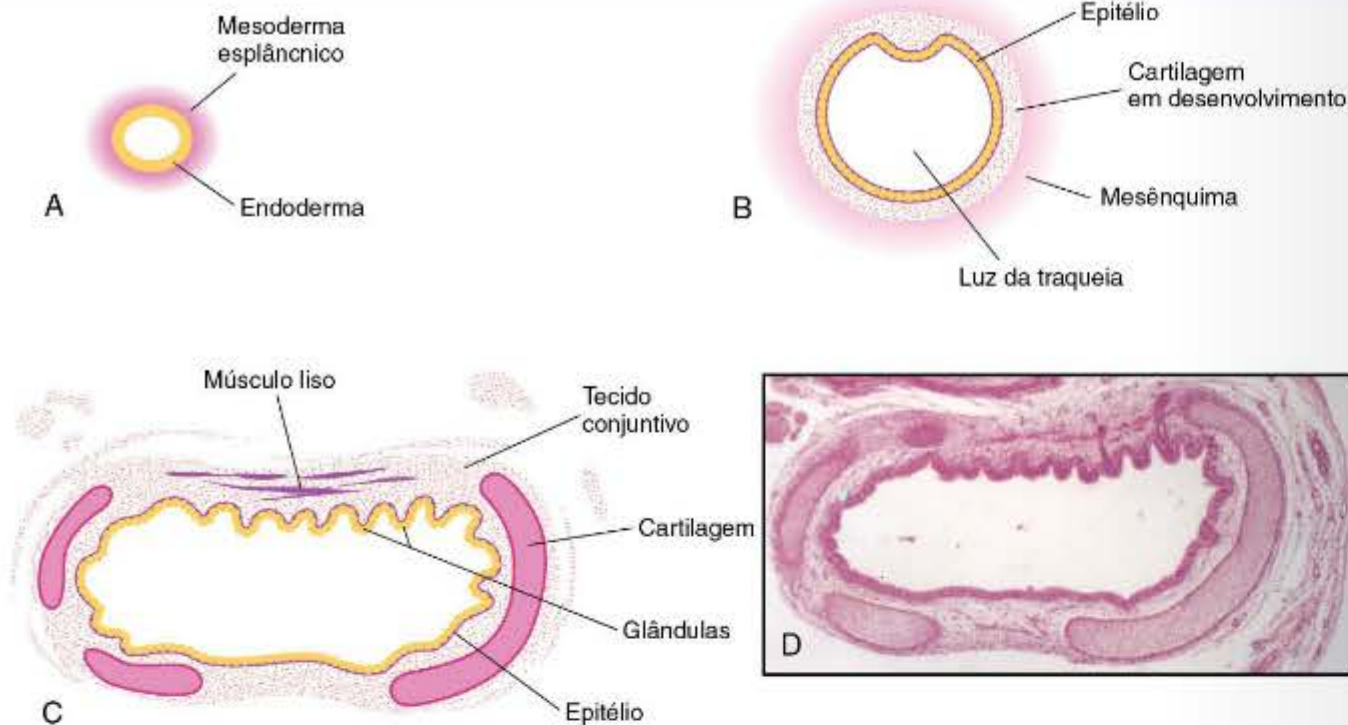 Mesoderma
esplâncnico
Endoderma
A
Epitélio
Cartilagem
em desenvolvimento
Mesênquima
Luz da traqueia
B
Músculo liso
Tecido
conjuntivo
Cartilagem
Glândulas
Epitélio
C
D